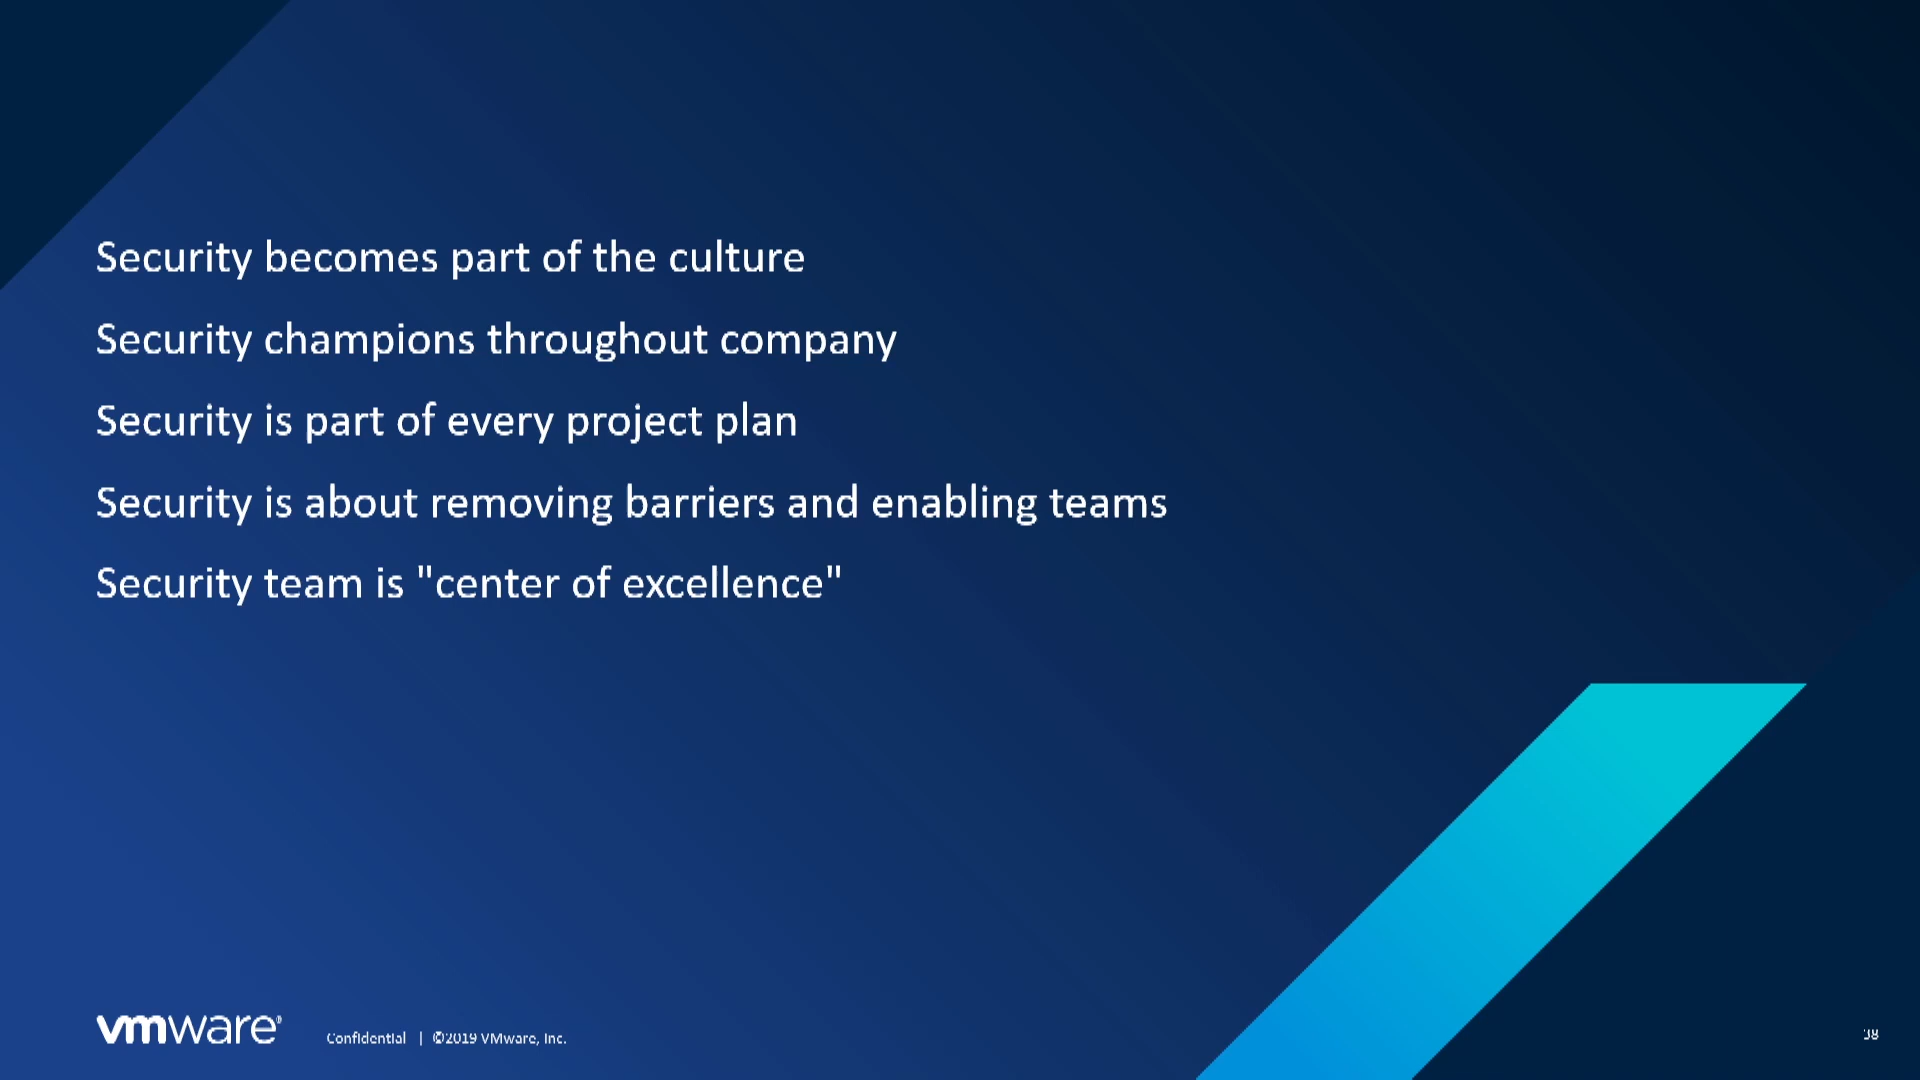 Security becomes part of the culture
Security champions throughout company
Security is part of every project plan
Security is about removing barriers and enabling teams
Security team is "center of excellence"
vmware®
Confidential | ©2019 VMware, Inc.
38